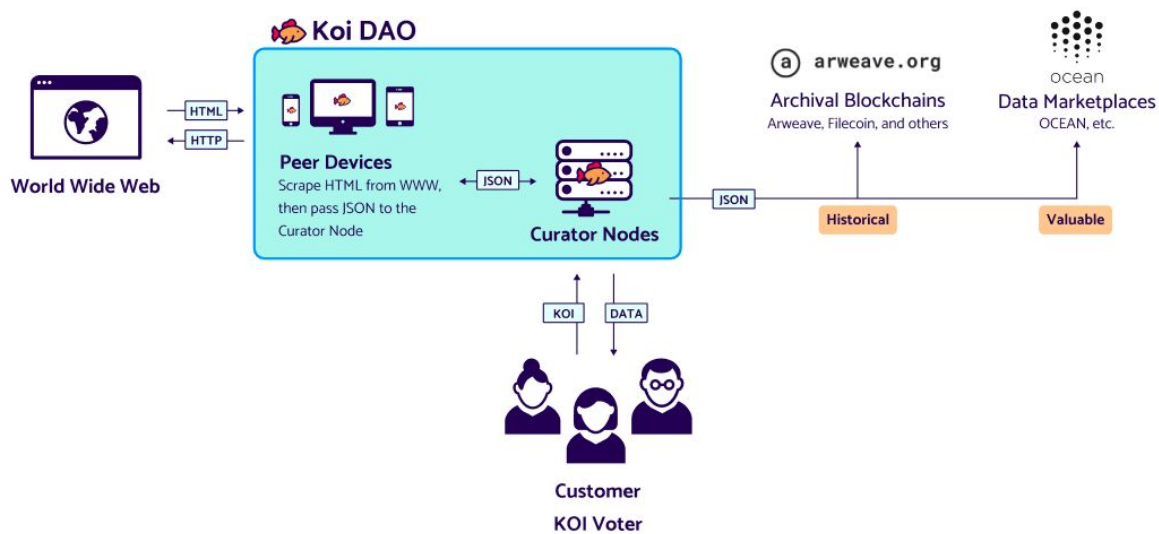 Koi DAO
HTML
HTTP
World Wide Web
Peer Devices
Scrape HTML from WWW,
then pass JSON to the
Curator Node
JSON
Curator Nodes
JSON
a arweave.org
Archival Blockchains
Arweave, Filecoin, and others
ocean
Data Marketplaces
OCEAN, etc.
Historical
Valuable
KOI
DATA
Customer
KOI Voter